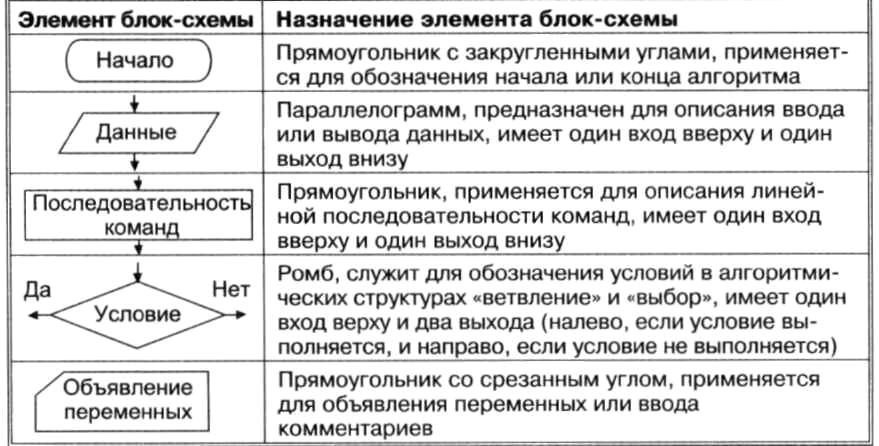 Элемент блок-схемы Назначение элемента блок-схемы
Начало
Прямоугольник с закругленными углами, применяет-
ся для обозначения начала или конца алгоритма
Данные
Параллелограмм, предназначен для описания ввода
или вывода данных, имеет один вход вверху и один
выход внизу
Последовательность
команд
Прямоугольник, применяется для описания линей-
ной последовательности команд, имеет один вход
вверху и один выход внизу
Да Нет
Условие
Ромб, служит для обозначения условий в алгоритми-
ческих структурах «ветвление» и «выбор», имеет один
вход верху и два выхода (налево, если условие вы-
полняется, и направо, если условие не выполняется)
Объявление
переменных
Прямоугольник со срезанным углом, применяется
для объявления переменных или ввода
комментариев